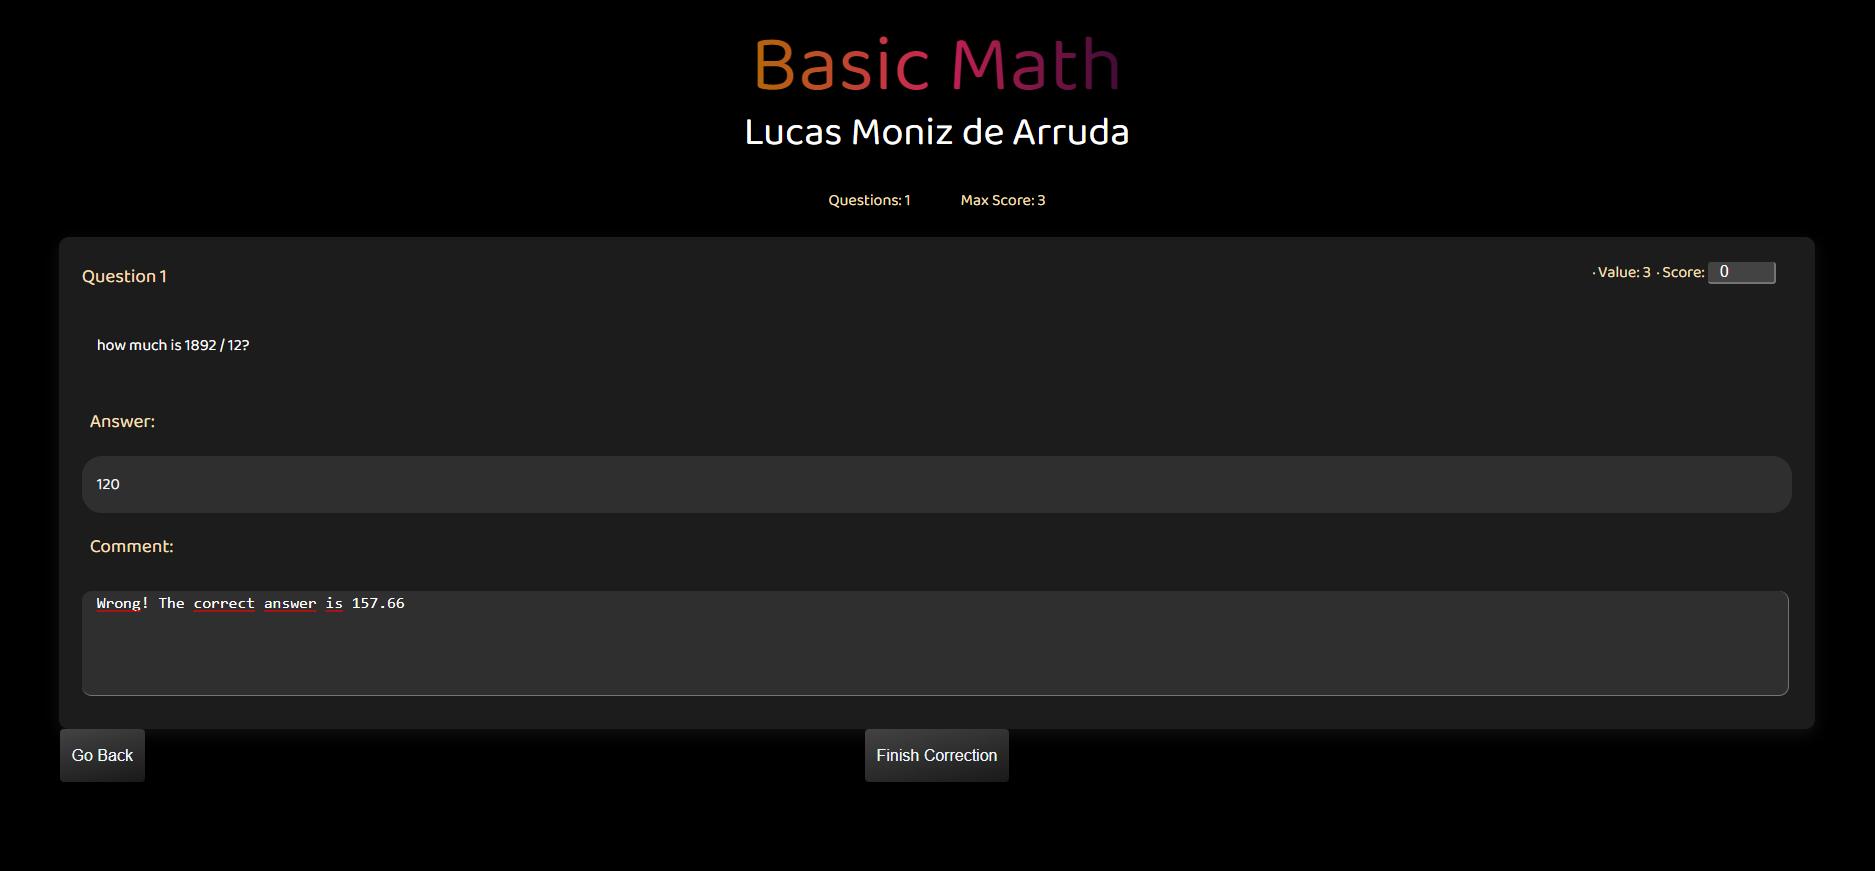 Basic Math
Lucas Moniz de Arruda
Questions: 1 Max Score: 3
Question 1 · Value: 3 · Score: 0
how much is 1892 / 12?
Answer:
120
Comment:
Wrong! The correct answer is 157.66
Go Back Finish Correction